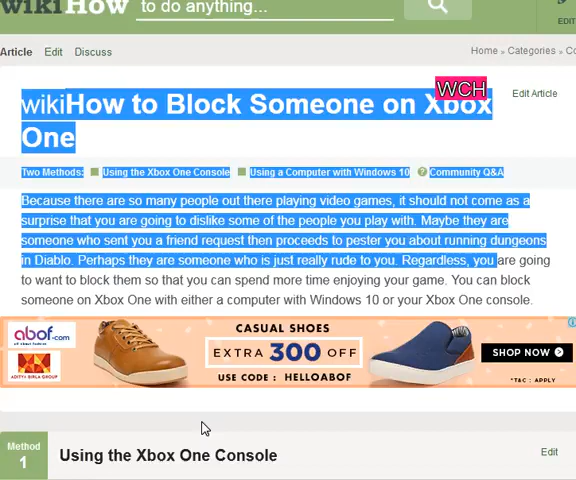 wikiHow
to do anything...
EDIT
Article Edit Discuss
Home » Categories » Co
WCH
Edit Article
wikiHow to Block Someone on Xbox
One
Two Methods: Using the Xbox One Console Using a Computer with Windows 10 Community Q&A
Because there are so many people out there playing video games, it should not come as a
surprise that you are going to dislike some of the people you play with. Maybe they are
someone who sent you a friend request then proceeds to pester you about running dungeons
in Diablo. Perhaps they are someone who is just really rude to you. Regardless, you are going
to want to block them so that you can spend more time enjoying your game. You can block
someone on Xbox One with either a computer with Windows 10 or your Xbox One console.
abof.com
ADITYA BIRLA GROUP
CASUAL SHOES
EXTRA 300 OFF
USE CODE : HELLOABOF
SHOP NOW
*T&C : APPLY
Method
1
Using the Xbox One Console
Edit